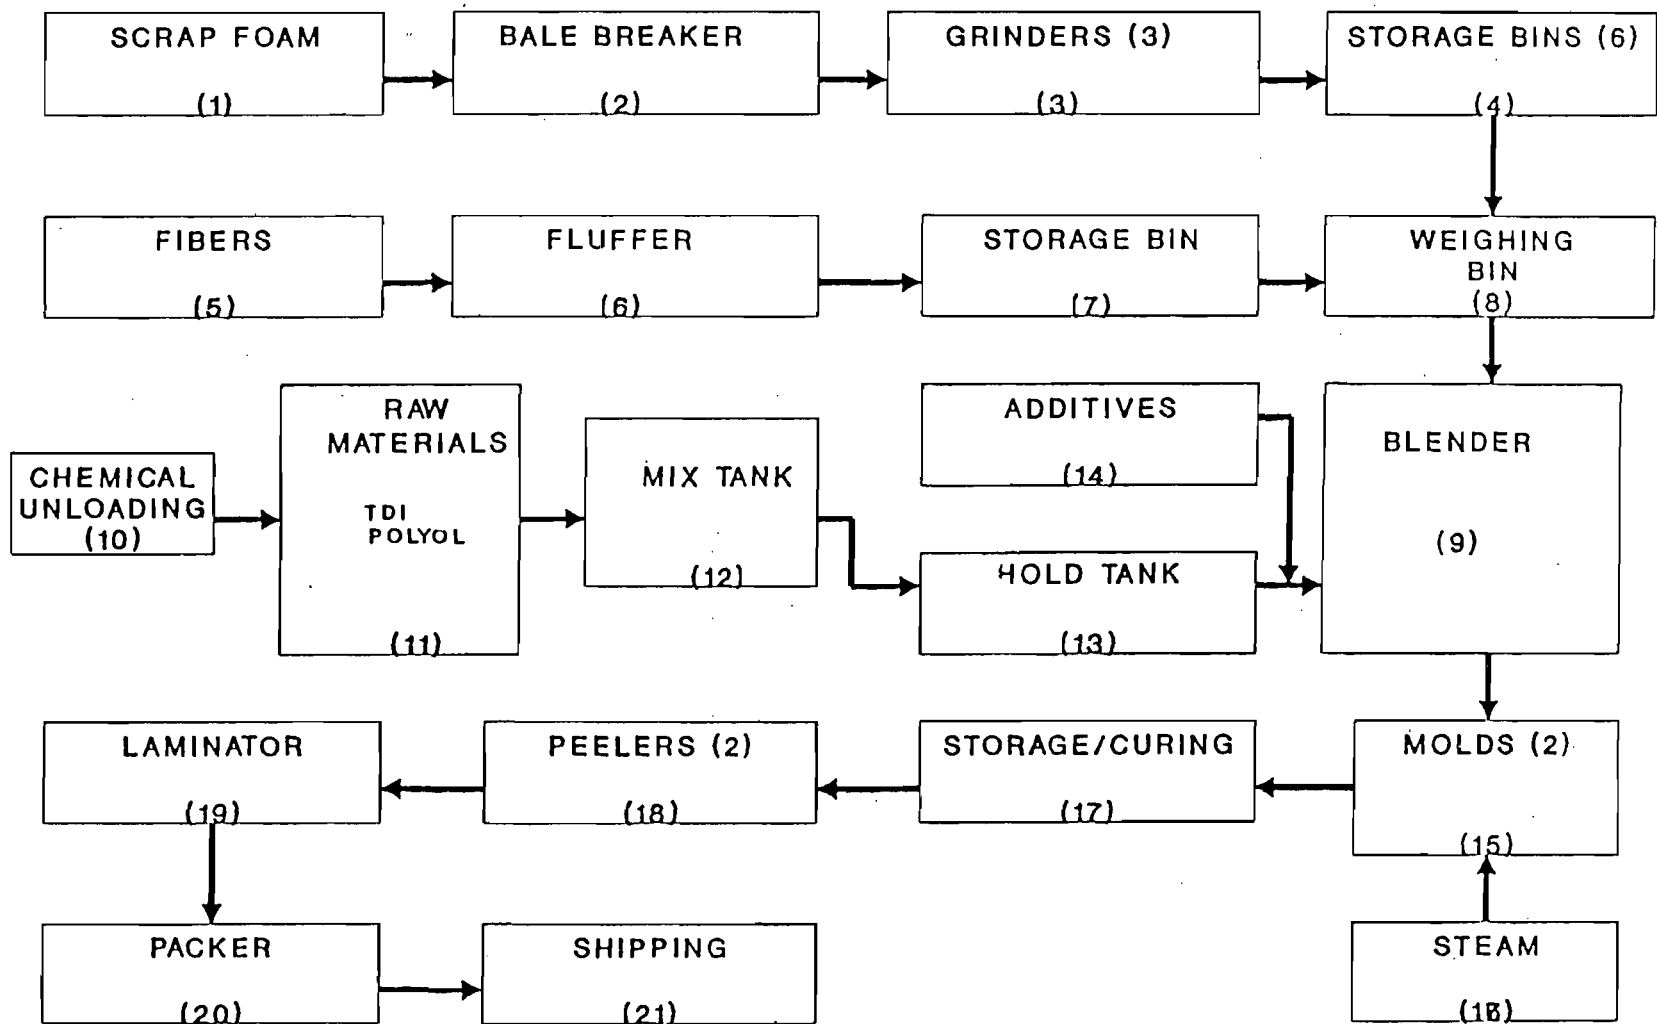 SCRAP FOAM
(1)
BALE BREAKER
(2)
GRINDERS (3)
(3)
STORAGE BINS (6)
(4)
FIBERS
(5)
FLUFFER
(6)
STORAGE BIN
(7)
WEIGHING
BIN
(8)
CHEMICAL
UNLOADING
(10)
RAW
MATERIALS
TDI
POLYOL
(11)
MIX TANK
(12)
ADDITIVES
(14)
HOLD TANK
(13)
BLENDER
(9)
LAMINATOR
(19)
PEELERS (2)
(18)
STORAGE/CURING
(17)
MOLDS (2)
(15)
PACKER
(20)
SHIPPING
(21)
STEAM
(16)